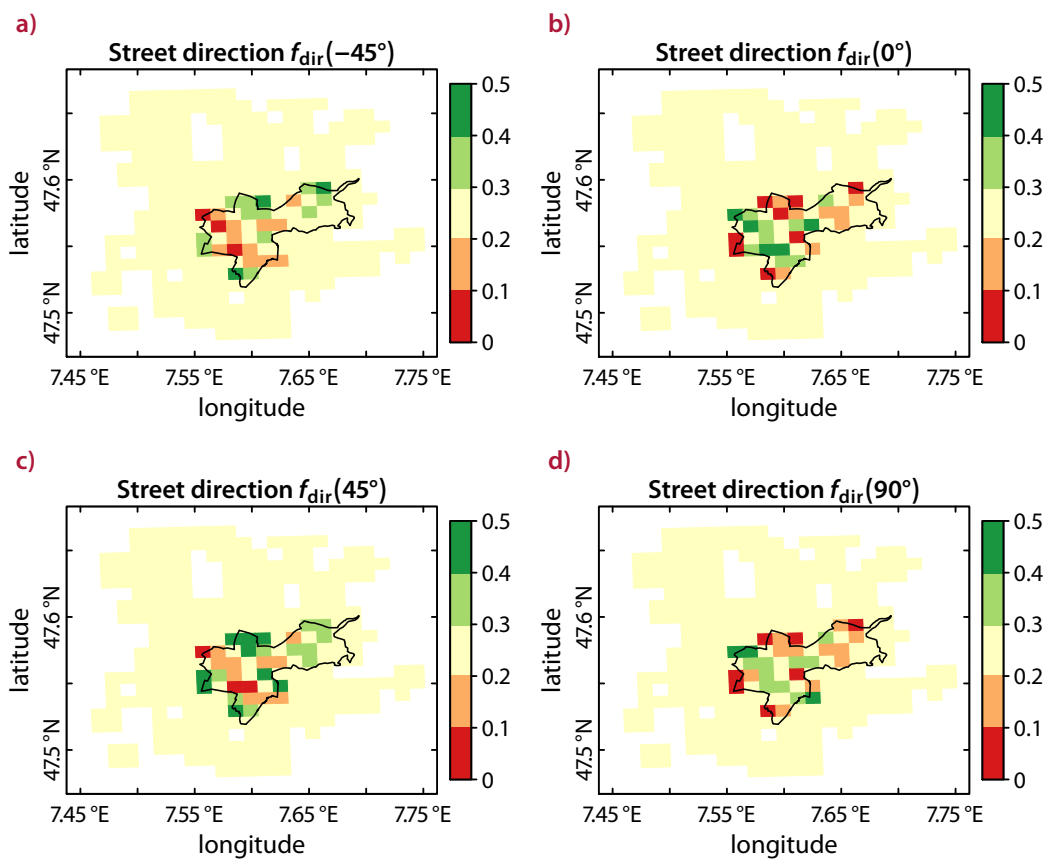 a)
Street direction f_dir(−45°)
0.5
0.4
0.3
0.2
0.1
0
47.6 °N
47.5 °N
latitude
7.45 °E 7.55 °E 7.65 °E 7.75 °E
longitude
b)
Street direction f_dir(0°)
0.5
0.4
0.3
0.2
0.1
0
47.6 °N
47.5 °N
latitude
7.45 °E 7.55 °E 7.65 °E 7.75 °E
longitude
c)
Street direction f_dir(45°)
0.5
0.4
0.3
0.2
0.1
0
47.6 °N
47.5 °N
latitude
7.45 °E 7.55 °E 7.65 °E 7.75 °E
longitude
d)
Street direction f_dir(90°)
0.5
0.4
0.3
0.2
0.1
0
47.6 °N
47.5 °N
latitude
7.45 °E 7.55 °E 7.65 °E 7.75 °E
longitude